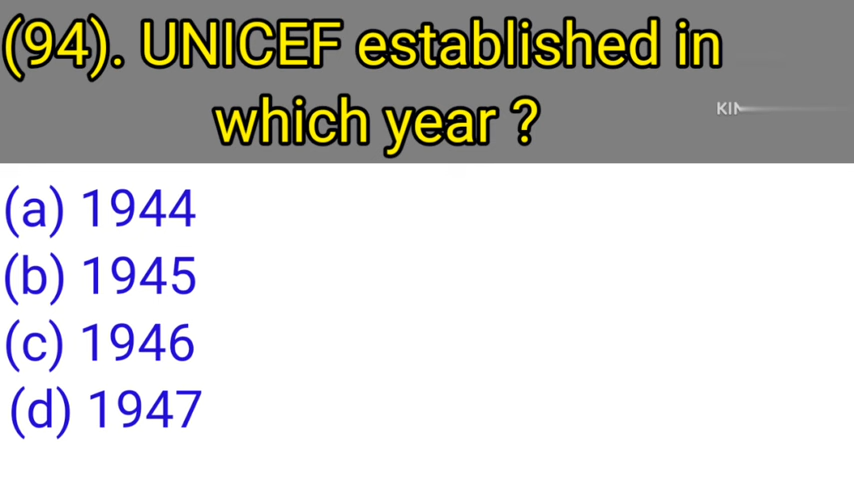 (94). UNICEF established in
which year ?
(a) 1944
(b) 1945
(c) 1946
(d) 1947